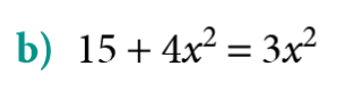 b) 15 + 4x² = 3x²